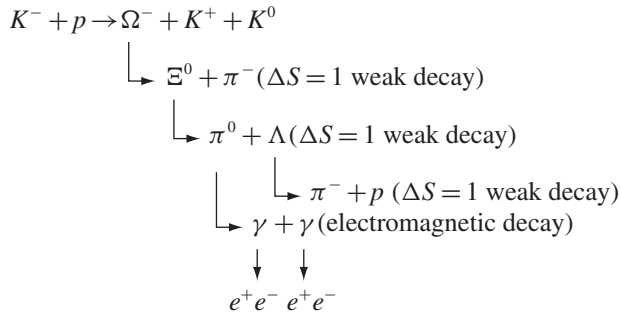 K⁻ + p → Ω⁻ + K⁺ + K⁰
Ξ⁰ + π⁻ (ΔS = 1 weak decay)
π⁰ + Λ (ΔS = 1 weak decay)
π⁻ + p (ΔS = 1 weak decay)
γ + γ (electromagnetic decay)
e⁺e⁻ e⁺e⁻